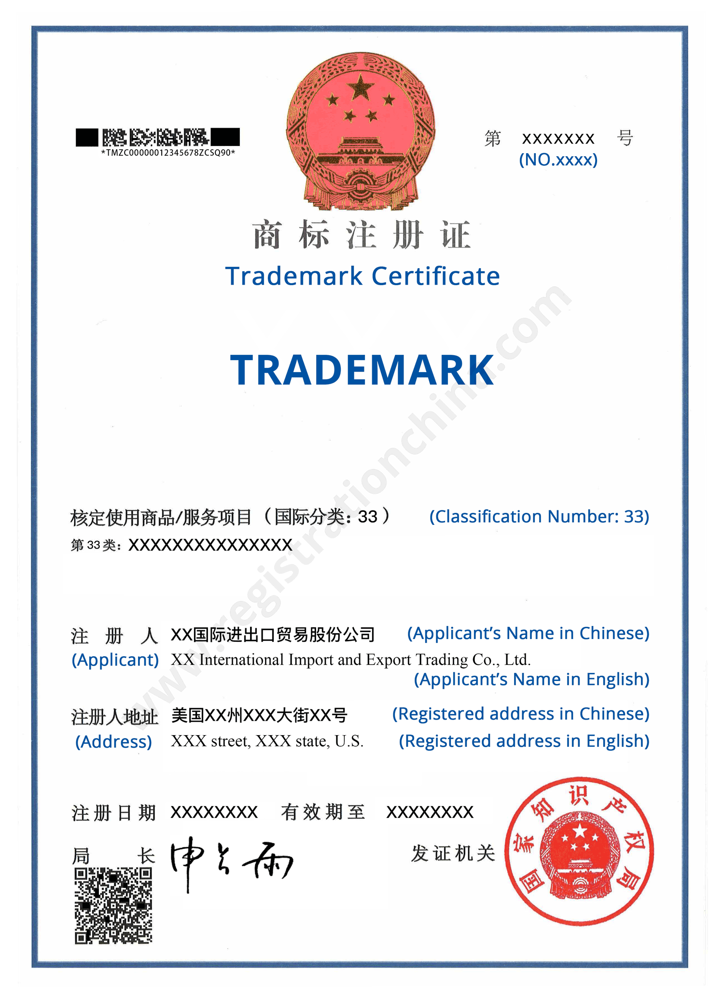 第 XXXXXXX 号
(NO.xxxx)
*TMZC00000012345678ZCSQ90*
商标注册证
Trademark Certificate
TRADEMARK
www.registrationchina.com
核定使用商品/服务项目（国际分类：33） (Classification Number: 33)
第 33 类：XXXXXXXXXXXXXXX
注册人 XX国际进出口贸易股份公司 (Applicant’s Name in Chinese)
(Applicant) XX International Import and Export Trading Co., Ltd.
(Applicant’s Name in English)
注册人地址 美国XX州XXX大街XX号 (Registered address in Chinese)
(Address) XXX street, XXX state, U.S. (Registered address in English)
注册日期 XXXXXXXX 有效期至 XXXXXXXX
局长 申长雨 发证机关
国家知识产权局